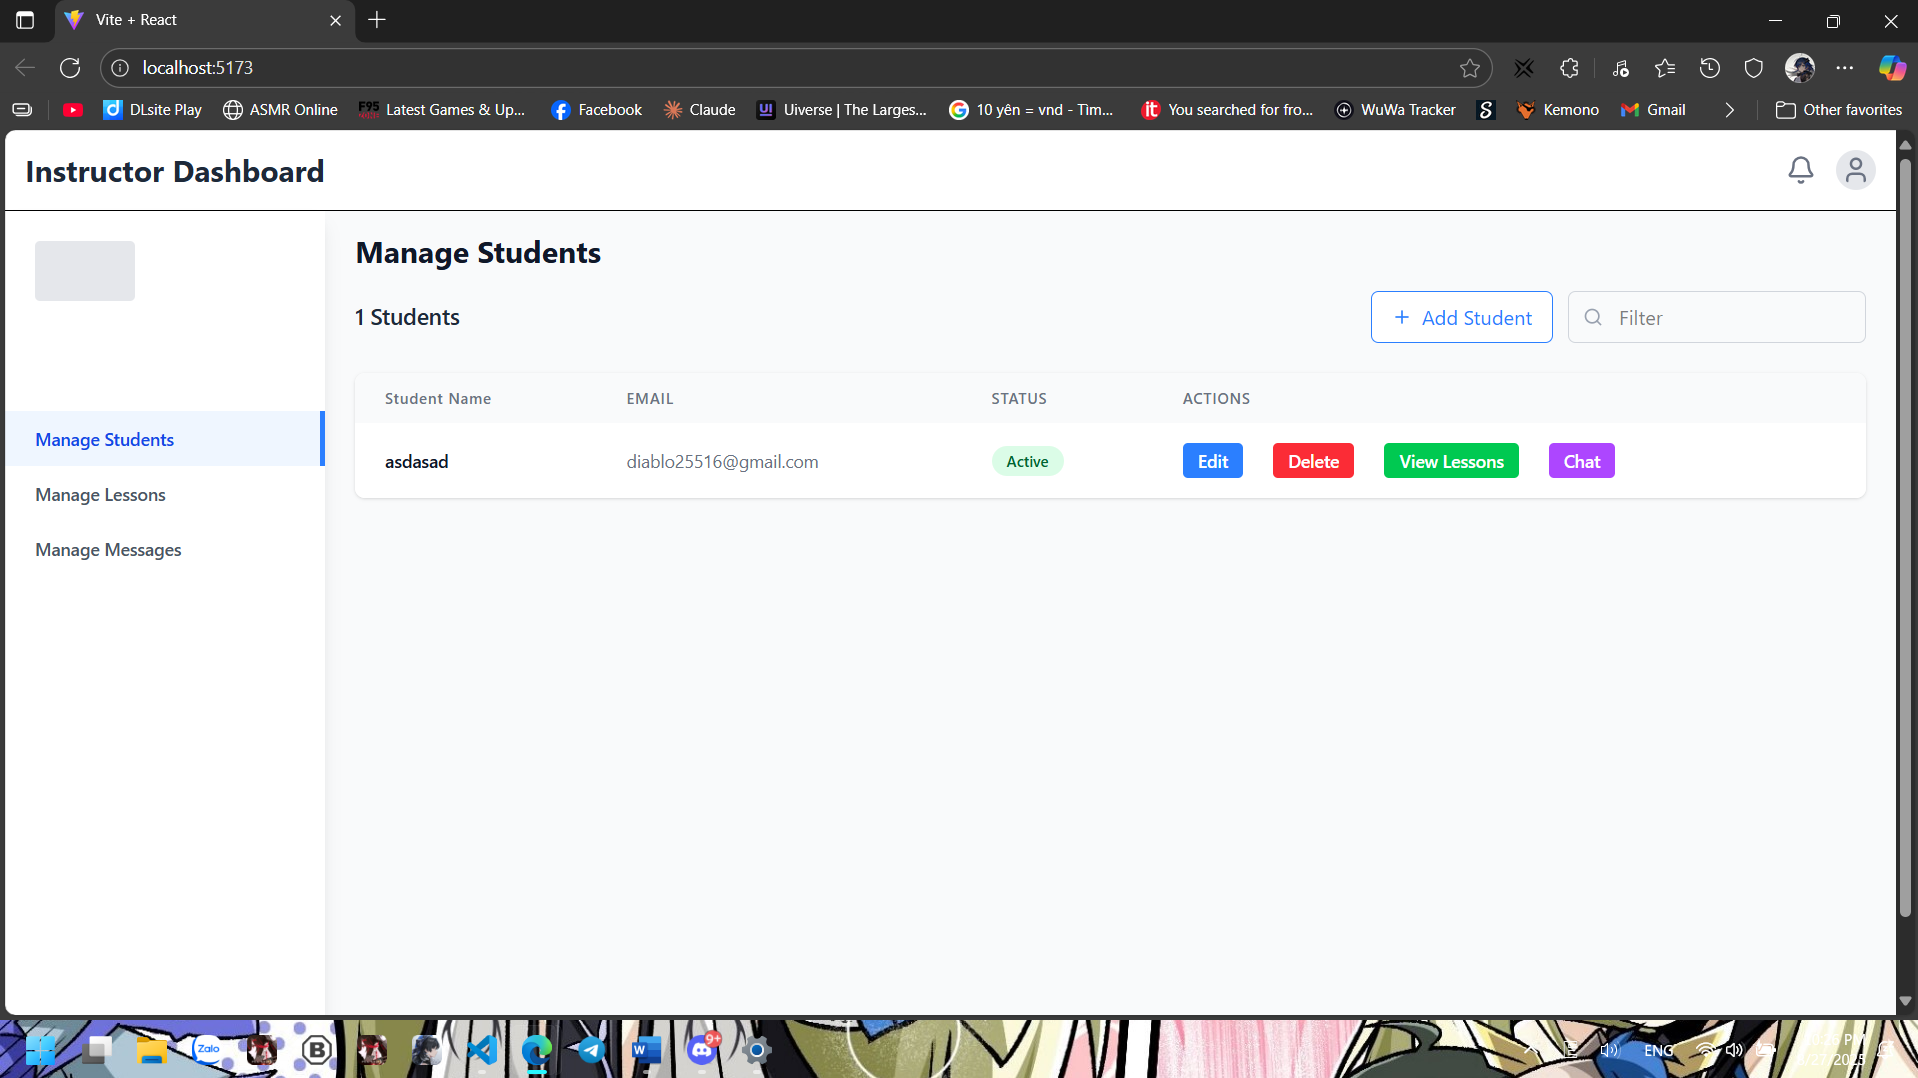 Vite + React
localhost:5173
DLsite Play
ASMR Online
F95 Latest Games & Up...
Facebook
Claude
UI Uiverse | The Larges...
10 yên = vnd - Tìm...
it You searched for fro...
WuWa Tracker
Kemono
Gmail
Other favorites
Instructor Dashboard
Manage Students
1 Students
+ Add Student
Filter
Student Name EMAIL STATUS ACTIONS
asdasad diablo25516@gmail.com Active Edit Delete View Lessons Chat
Manage Students
Manage Lessons
Manage Messages
Zalo
B
W
9+
ENG